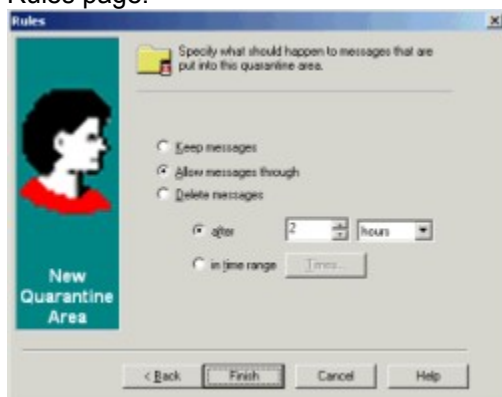 Rules page.
Rules
Specify what should happen to messages that are
put into this quarantine area.
Keep messages
Allow messages through
Delete messages
after 2 hours
in time range Times...
New
Quarantine
Area
< Back Finish Cancel Help